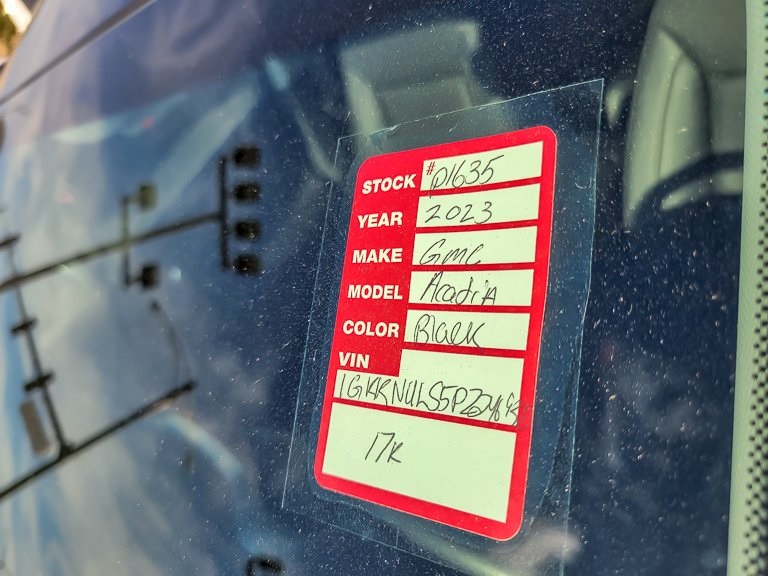 STOCK #P1635
YEAR 2023
MAKE Gmc
MODEL Acadia
COLOR Black
VIN
17K